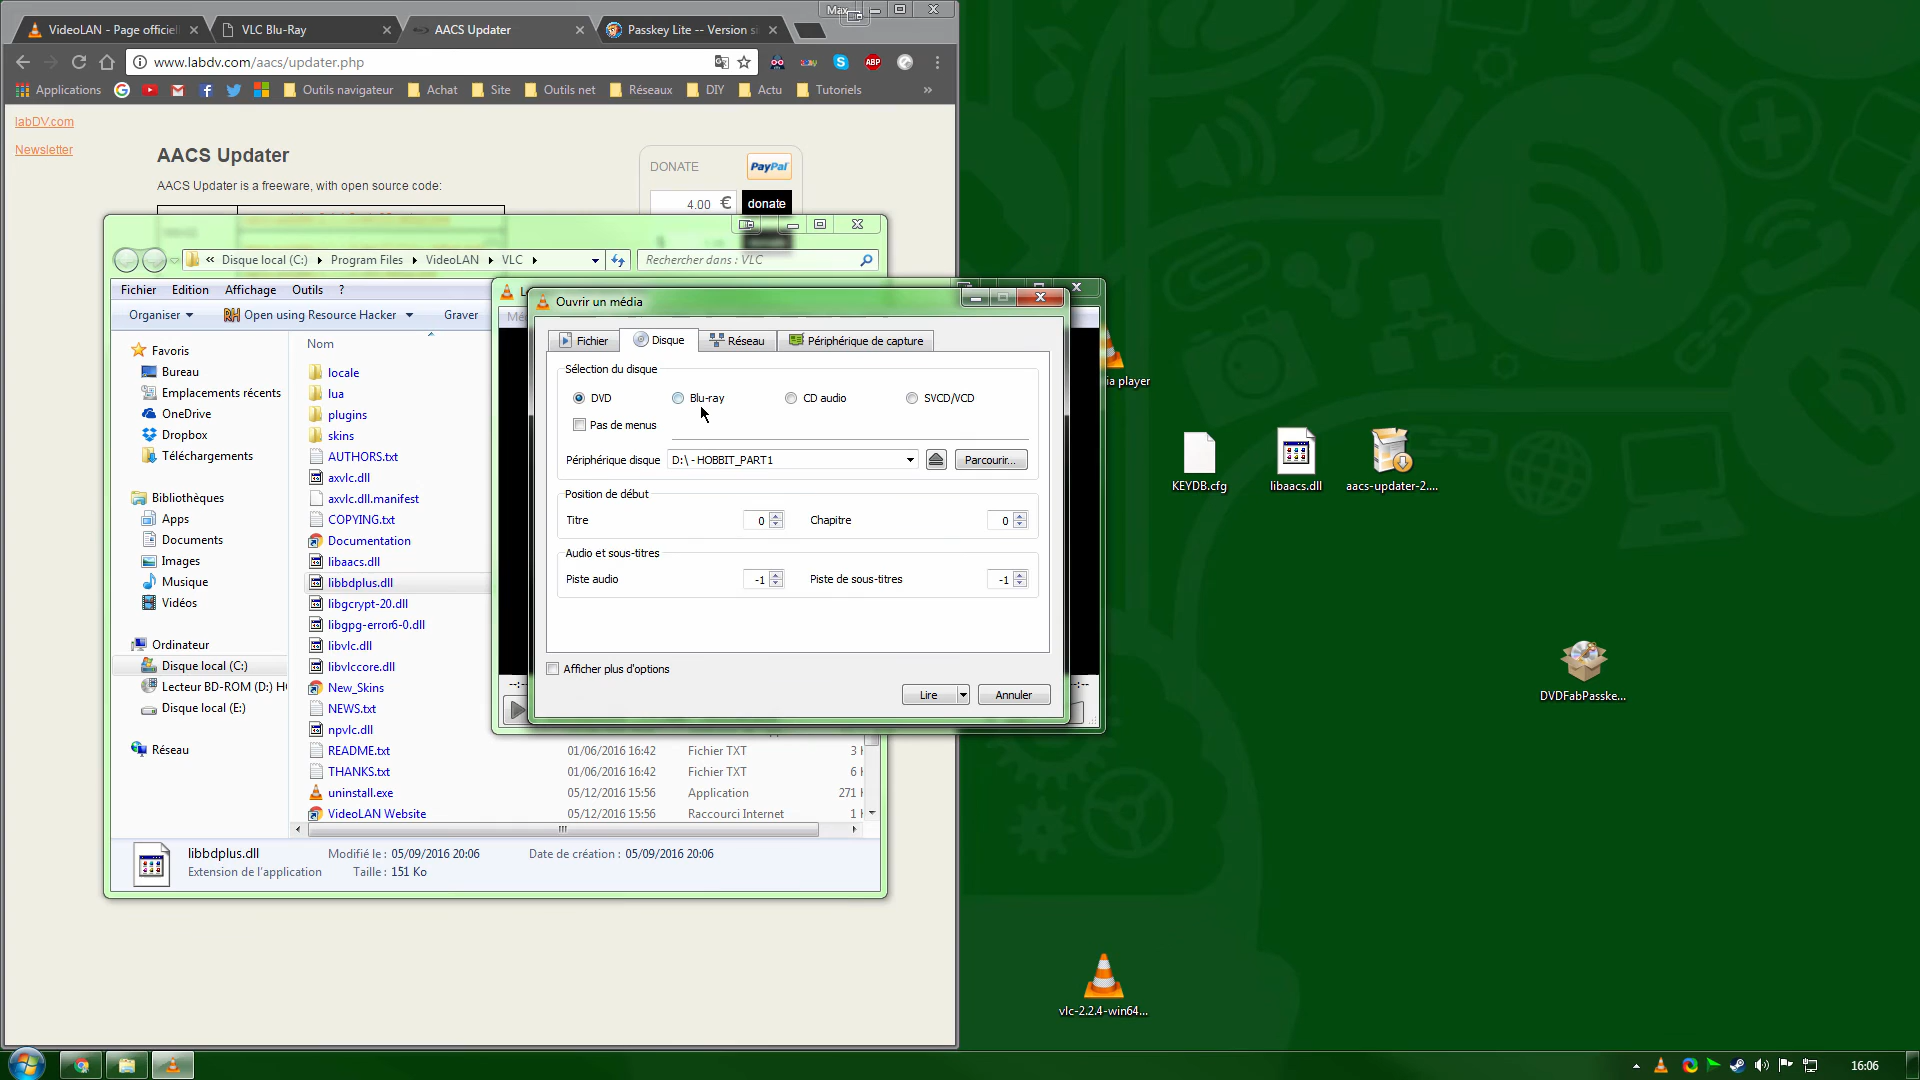 Max
VideoLAN - Page officiel
VLC Blu-Ray
AACS Updater
Passkey Lite -- Version s
www.labdv.com/aacs/updater.php
Applications
Outils navigateur
Achat
Site
Outils net
Réseaux
DIY
Actu
Tutoriels
»
labDV.com
Newsletter
AACS Updater
AACS Updater is a freeware, with open source code:
DONATE
PayPal
4.00 €
donate
« Disque local (C:) Program Files VideoLAN VLC
Rechercher dans : VLC
Fichier Edition Affichage Outils ?
Organiser
Open using Resource Hacker
Graver
Favoris
Bureau
Emplacements récents
OneDrive
Dropbox
Téléchargements
Bibliothèques
Apps
Documents
Images
Musique
Vidéos
Ordinateur
Disque local (C:)
Lecteur BD-ROM (D:) H
Disque local (E:)
Réseau
Nom
locale
lua
plugins
skins
AUTHORS.txt
axvlc.dll
axvlc.dll.manifest
COPYING.txt
Documentation
libaacs.dll
libbdplus.dll
libgcrypt-20.dll
libgpg-error6-0.dll
libvlc.dll
libvlccore.dll
New_Skins
NEWS.txt
npvlc.dll
README.txt 01/06/2016 16:42 Fichier TXT 3
THANKS.txt 01/06/2016 16:42 Fichier TXT 6
uninstall.exe 05/12/2016 15:56 Application 271
VideoLAN Website 05/12/2016 15:56 Raccourci Internet 1
libbdplus.dll Modifié le : 05/09/2016 20:06 Date de création : 05/09/2016 20:06
Extension de l'application Taille : 151 Ko
Ouvrir un média
Fichier
Disque
Réseau
Périphérique de capture
Sélection du disque
DVD
Blu-ray
CD audio
SVCD/VCD
Pas de menus
Périphérique disque D:\ - HOBBIT_PART1 Parcourir...
Position de début
Titre 0 Chapitre 0
Audio et sous-titres
Piste audio -1 Piste de sous-titres -1
Afficher plus d'options
Lire
Annuler
ia player
KEYDB.cfg
libaacs.dll
aacs-updater-2....
DVDFabPasske...
vlc-2.2.4-win64...
16:06